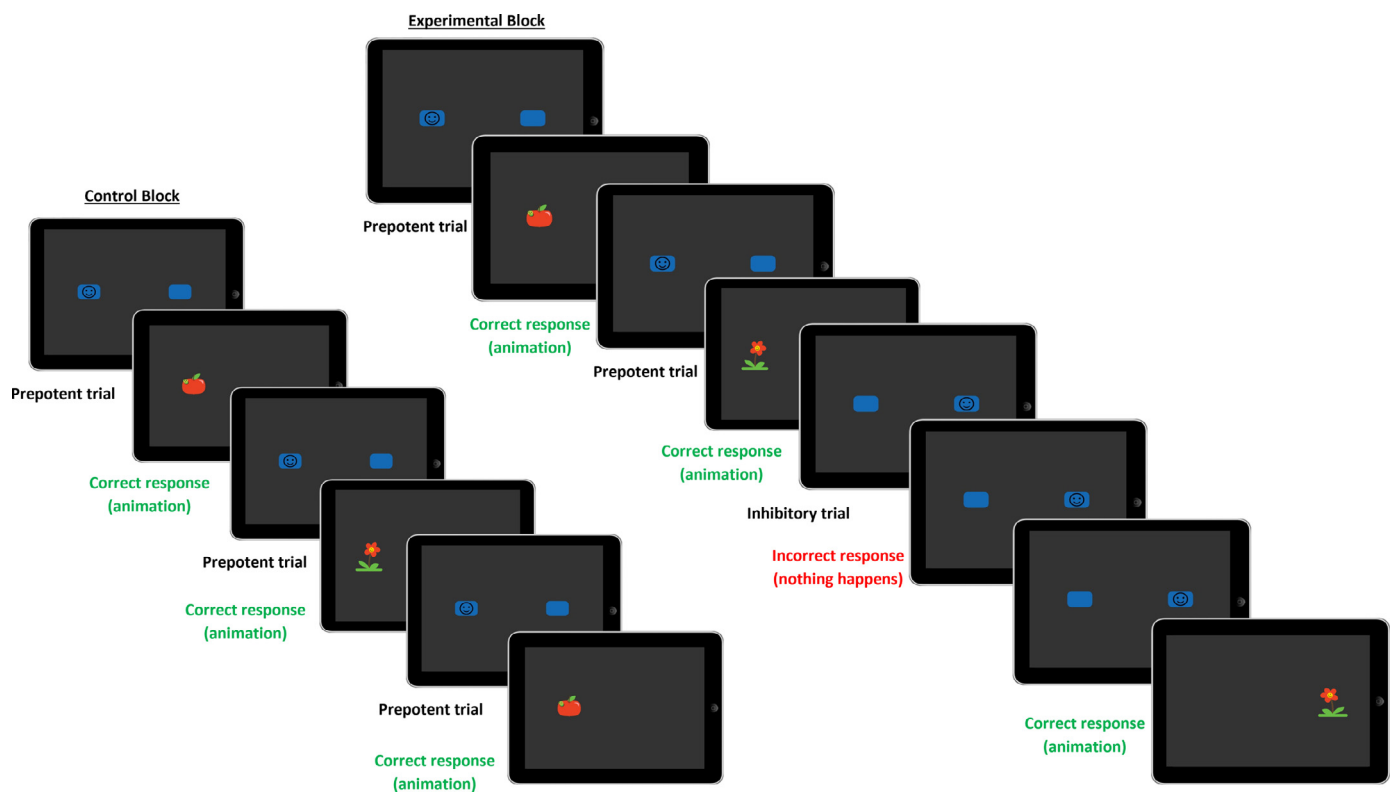 Experimental Block
Prepotent trial
Correct response
(animation)
Prepotent trial
Correct response
(animation)
Inhibitory trial
Incorrect response
(nothing happens)
Correct response
(animation)
Control Block
Prepotent trial
Correct response
(animation)
Prepotent trial
Correct response
(animation)
Prepotent trial
Correct response
(animation)